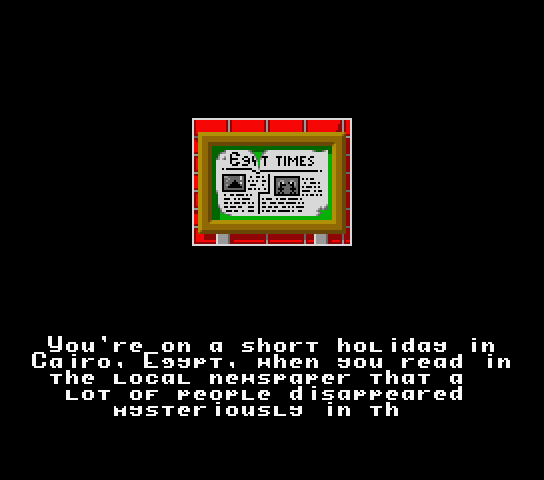 Egypt Times
You're on a short holiday in
Cairo, Egypt, when you read in
the local newspaper that a
lot of people disappeared
mysteriously in th